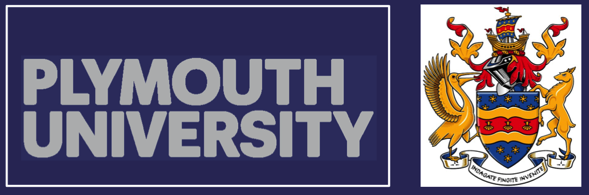 PLYMOUTH
UNIVERSITY
INDAGATE FINGITE INVENITE